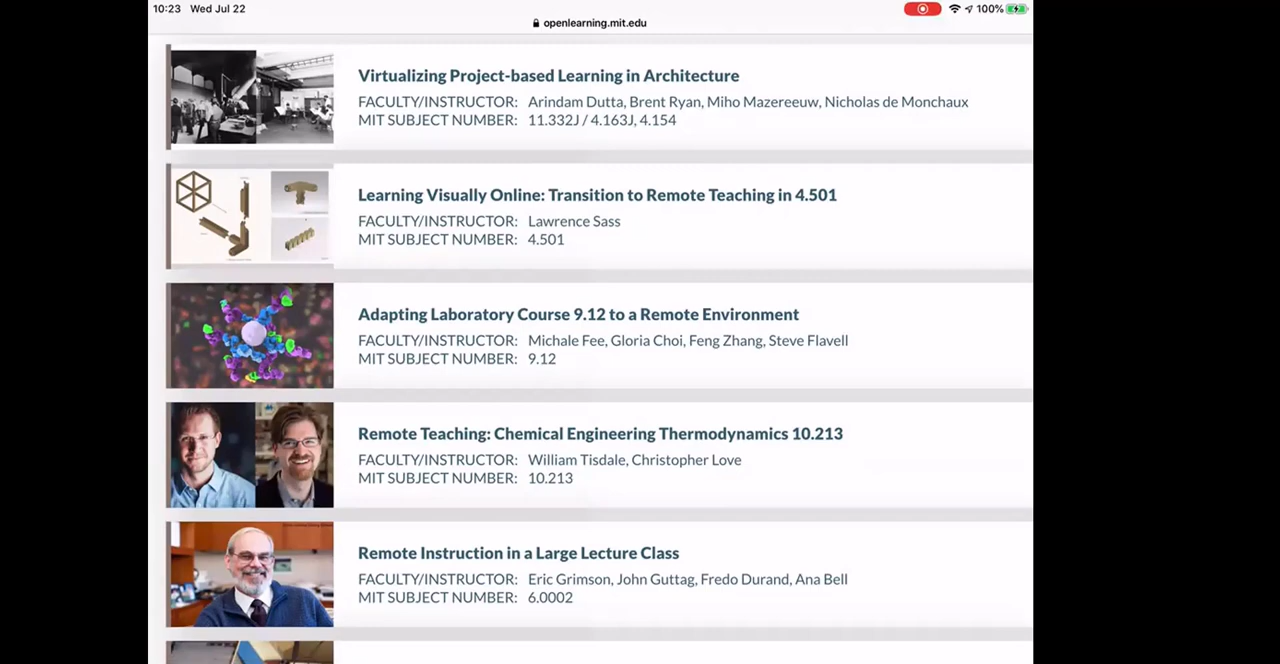 10:23 Wed Jul 22
100%
openlearning.mit.edu
Virtualizing Project-based Learning in Architecture
FACULTY/INSTRUCTOR: Arindam Dutta, Brent Ryan, Miho Mazereeuw, Nicholas de Monchaux
MIT SUBJECT NUMBER: 11.332J / 4.163J, 4.154
Learning Visually Online: Transition to Remote Teaching in 4.501
FACULTY/INSTRUCTOR: Lawrence Sass
MIT SUBJECT NUMBER: 4.501
Adapting Laboratory Course 9.12 to a Remote Environment
FACULTY/INSTRUCTOR: Michale Fee, Gloria Choi, Feng Zhang, Steve Flavell
MIT SUBJECT NUMBER: 9.12
Remote Teaching: Chemical Engineering Thermodynamics 10.213
FACULTY/INSTRUCTOR: William Tisdale, Christopher Love
MIT SUBJECT NUMBER: 10.213
Remote Instruction in a Large Lecture Class
FACULTY/INSTRUCTOR: Eric Grimson, John Guttag, Fredo Durand, Ana Bell
MIT SUBJECT NUMBER: 6.0002